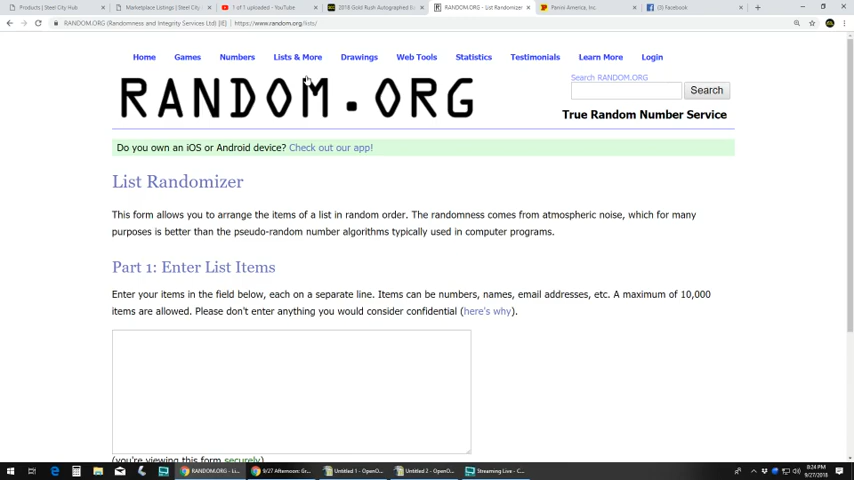 Products | Steel City Hub
Marketplace Listings | Steel C
1 of 1 uploaded - YouTube
2018 Gold Rush Autographed
RANDOM.ORG - List Randomizer
Panini America, Inc.
(3) Facebook
RANDOM.ORG (Randomness and Integrity Services Ltd) [IE] | https://www.random.org/lists/
Home Games Numbers Lists & More Drawings Web Tools Statistics Testimonials Learn More Login
RANDOM.ORG
Search RANDOM.ORG
Search
True Random Number Service
Do you own an iOS or Android device? Check out our app!
List Randomizer
This form allows you to arrange the items of a list in random order. The randomness comes from atmospheric noise, which for many
purposes is better than the pseudo-random number algorithms typically used in computer programs.
Part 1: Enter List Items
Enter your items in the field below, each on a separate line. Items can be numbers, names, email addresses, etc. A maximum of 10,000
items are allowed. Please don't enter anything you would consider confidential (here's why).
(you're viewing this form securely)
RANDOM.ORG - Li...
9/27 Afternoon: Gr...
Untitled 1 - OpenO...
Untitled 2 - OpenO...
Streaming Live - C...
8:24 PM
9/27/2018